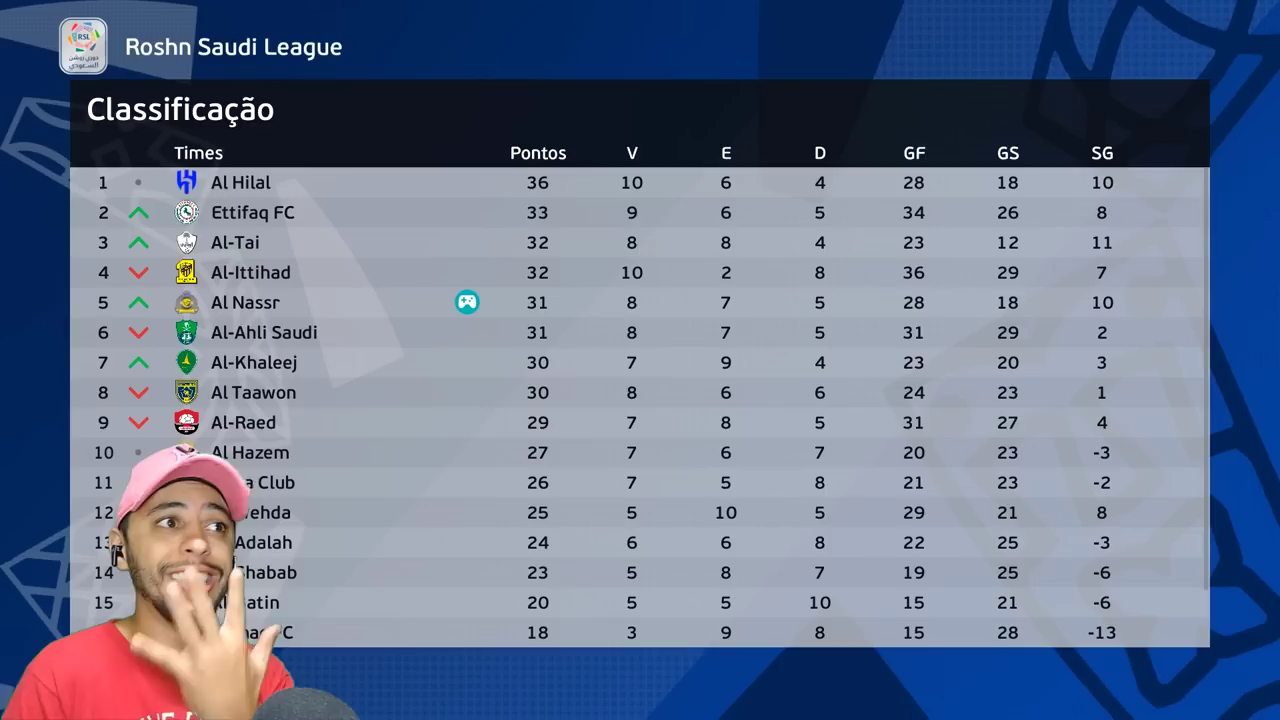 RSL
دوري روشن
السعودي
Roshn Saudi League
Classificação
Times Pontos V E D GF GS SG
1 Al Hilal 36 10 6 4 28 18 10
2 Ettifaq FC 33 9 6 5 34 26 8
3 Al-Tai 32 8 8 4 23 12 11
4 Al-Ittihad 32 10 2 8 36 29 7
5 Al Nassr 31 8 7 5 28 18 10
6 Al-Ahli Saudi 31 8 7 5 31 29 2
7 Al-Khaleej 30 7 9 4 23 20 3
8 Al Taawon 30 8 6 6 24 23 1
9 Al-Raed 29 7 8 5 31 27 4
10 Al Hazem 27 7 6 7 20 23 -3
11 Club 26 7 5 8 21 23 -2
12 25 5 10 5 29 21 8
13 Adalah 24 6 6 8 22 25 -3
14 23 5 8 7 19 25 -6
15 20 5 5 10 15 21 -6
18 3 9 8 15 28 -13